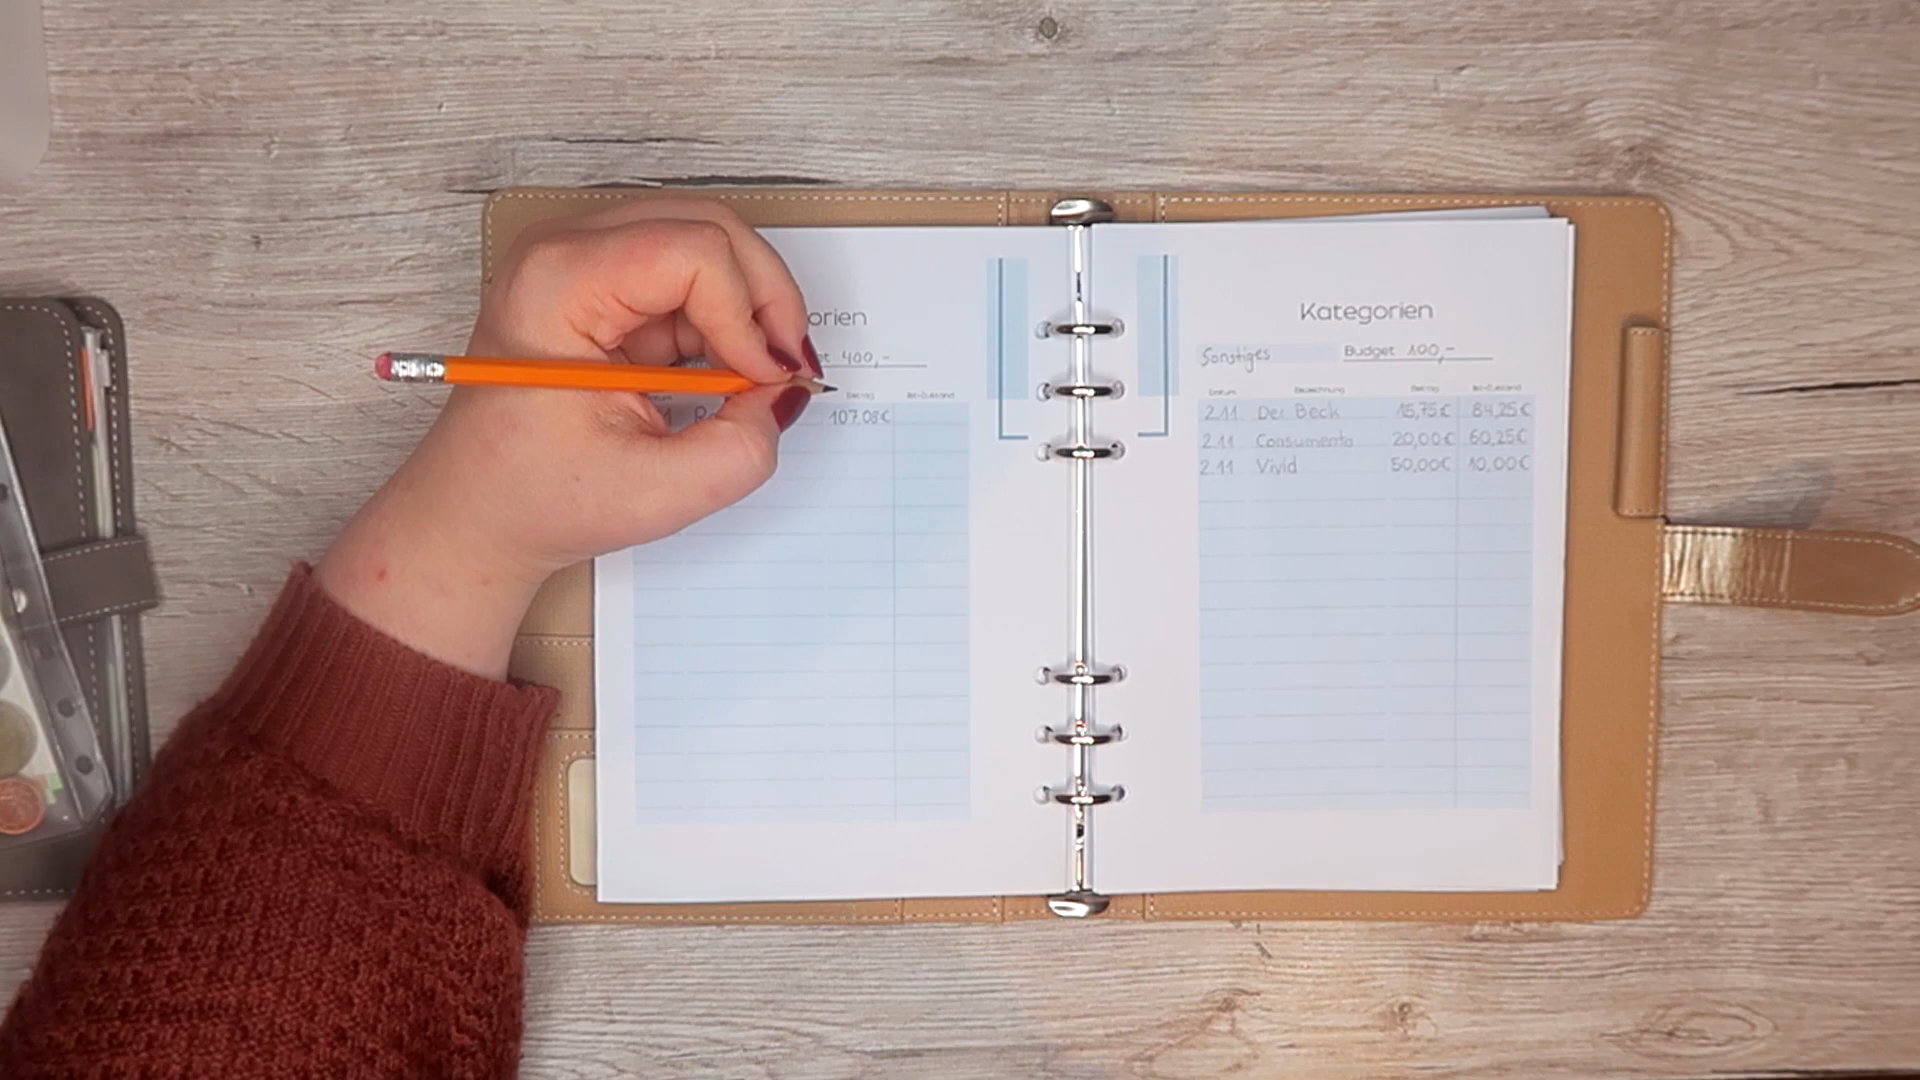 orien
400,-
Betrag Ist-Zustand
107,08€
Kategorien
Sonstiges Budget 100,-
Datum Bezeichnung Betrag Ist-Zustand
2.11 Der Beck 15,75€ 84,25€
2.11 Consumenta 20,00€ 60,25€
2.11 Vivid 50,00€ 10,00€